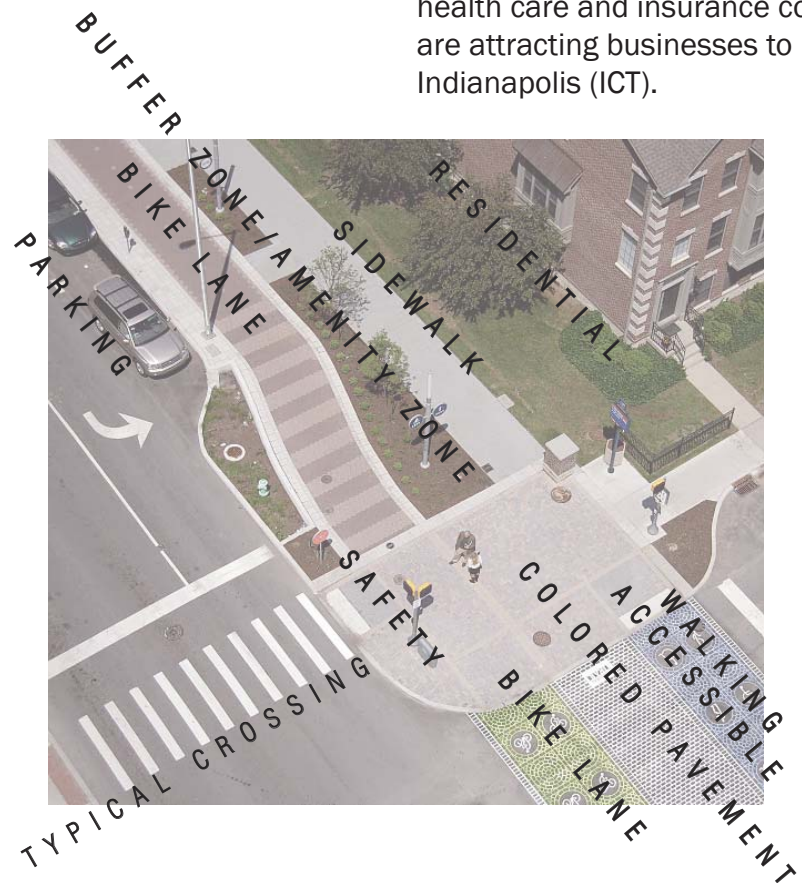 health care and insurance co
are attracting businesses to
Indianapolis (ICT).
BUFFER ZONE/AMENITY ZONE
BIKE LANE
PARKING
SIDEWALK
RESIDENTIAL
SAFETY
TYPICAL CROSSING
COLORED PAVEMENT
WALKING
ACCESSIBLE
BIKE LANE